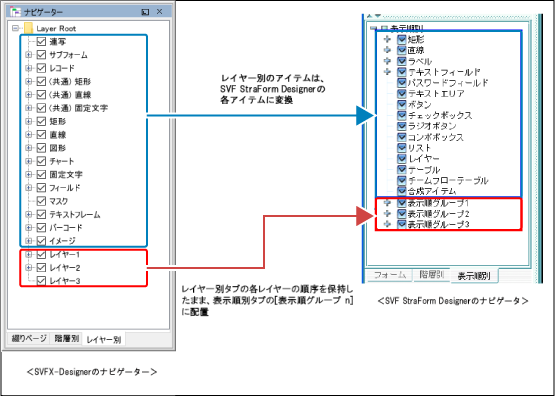 ナビゲーター
Layer Root
連写
サブフォーム
レコード
(共通) 矩形
(共通) 直線
(共通) 固定文字
矩形
直線
図形
チャート
固定文字
フィールド
マスク
テキストフレーム
バーコード
イメージ
レイヤー1
レイヤー2
レイヤー3
綴りページ 階層別 レイヤー別
<SVFX-Designerのナビゲーター>
レイヤー別のアイテムは、
SVF StraForm Designerの
各アイテムに変換
レイヤー別タブの各レイヤーの順序を保持し
たまま、表示順別タブの[表示順グループ n]
に配置
表示順別
矩形
直線
ラベル
テキストフィールド
パスワードフィールド
テキストエリア
ボタン
チェックボックス
ラジオボタン
コンボボックス
リスト
レイヤー
テーブル
チームフローテーブル
合成アイテム
表示順グループ1
表示順グループ2
表示順グループ3
フォーム 階層別 表示順別
<SVF StraForm Designerのナビゲータ>